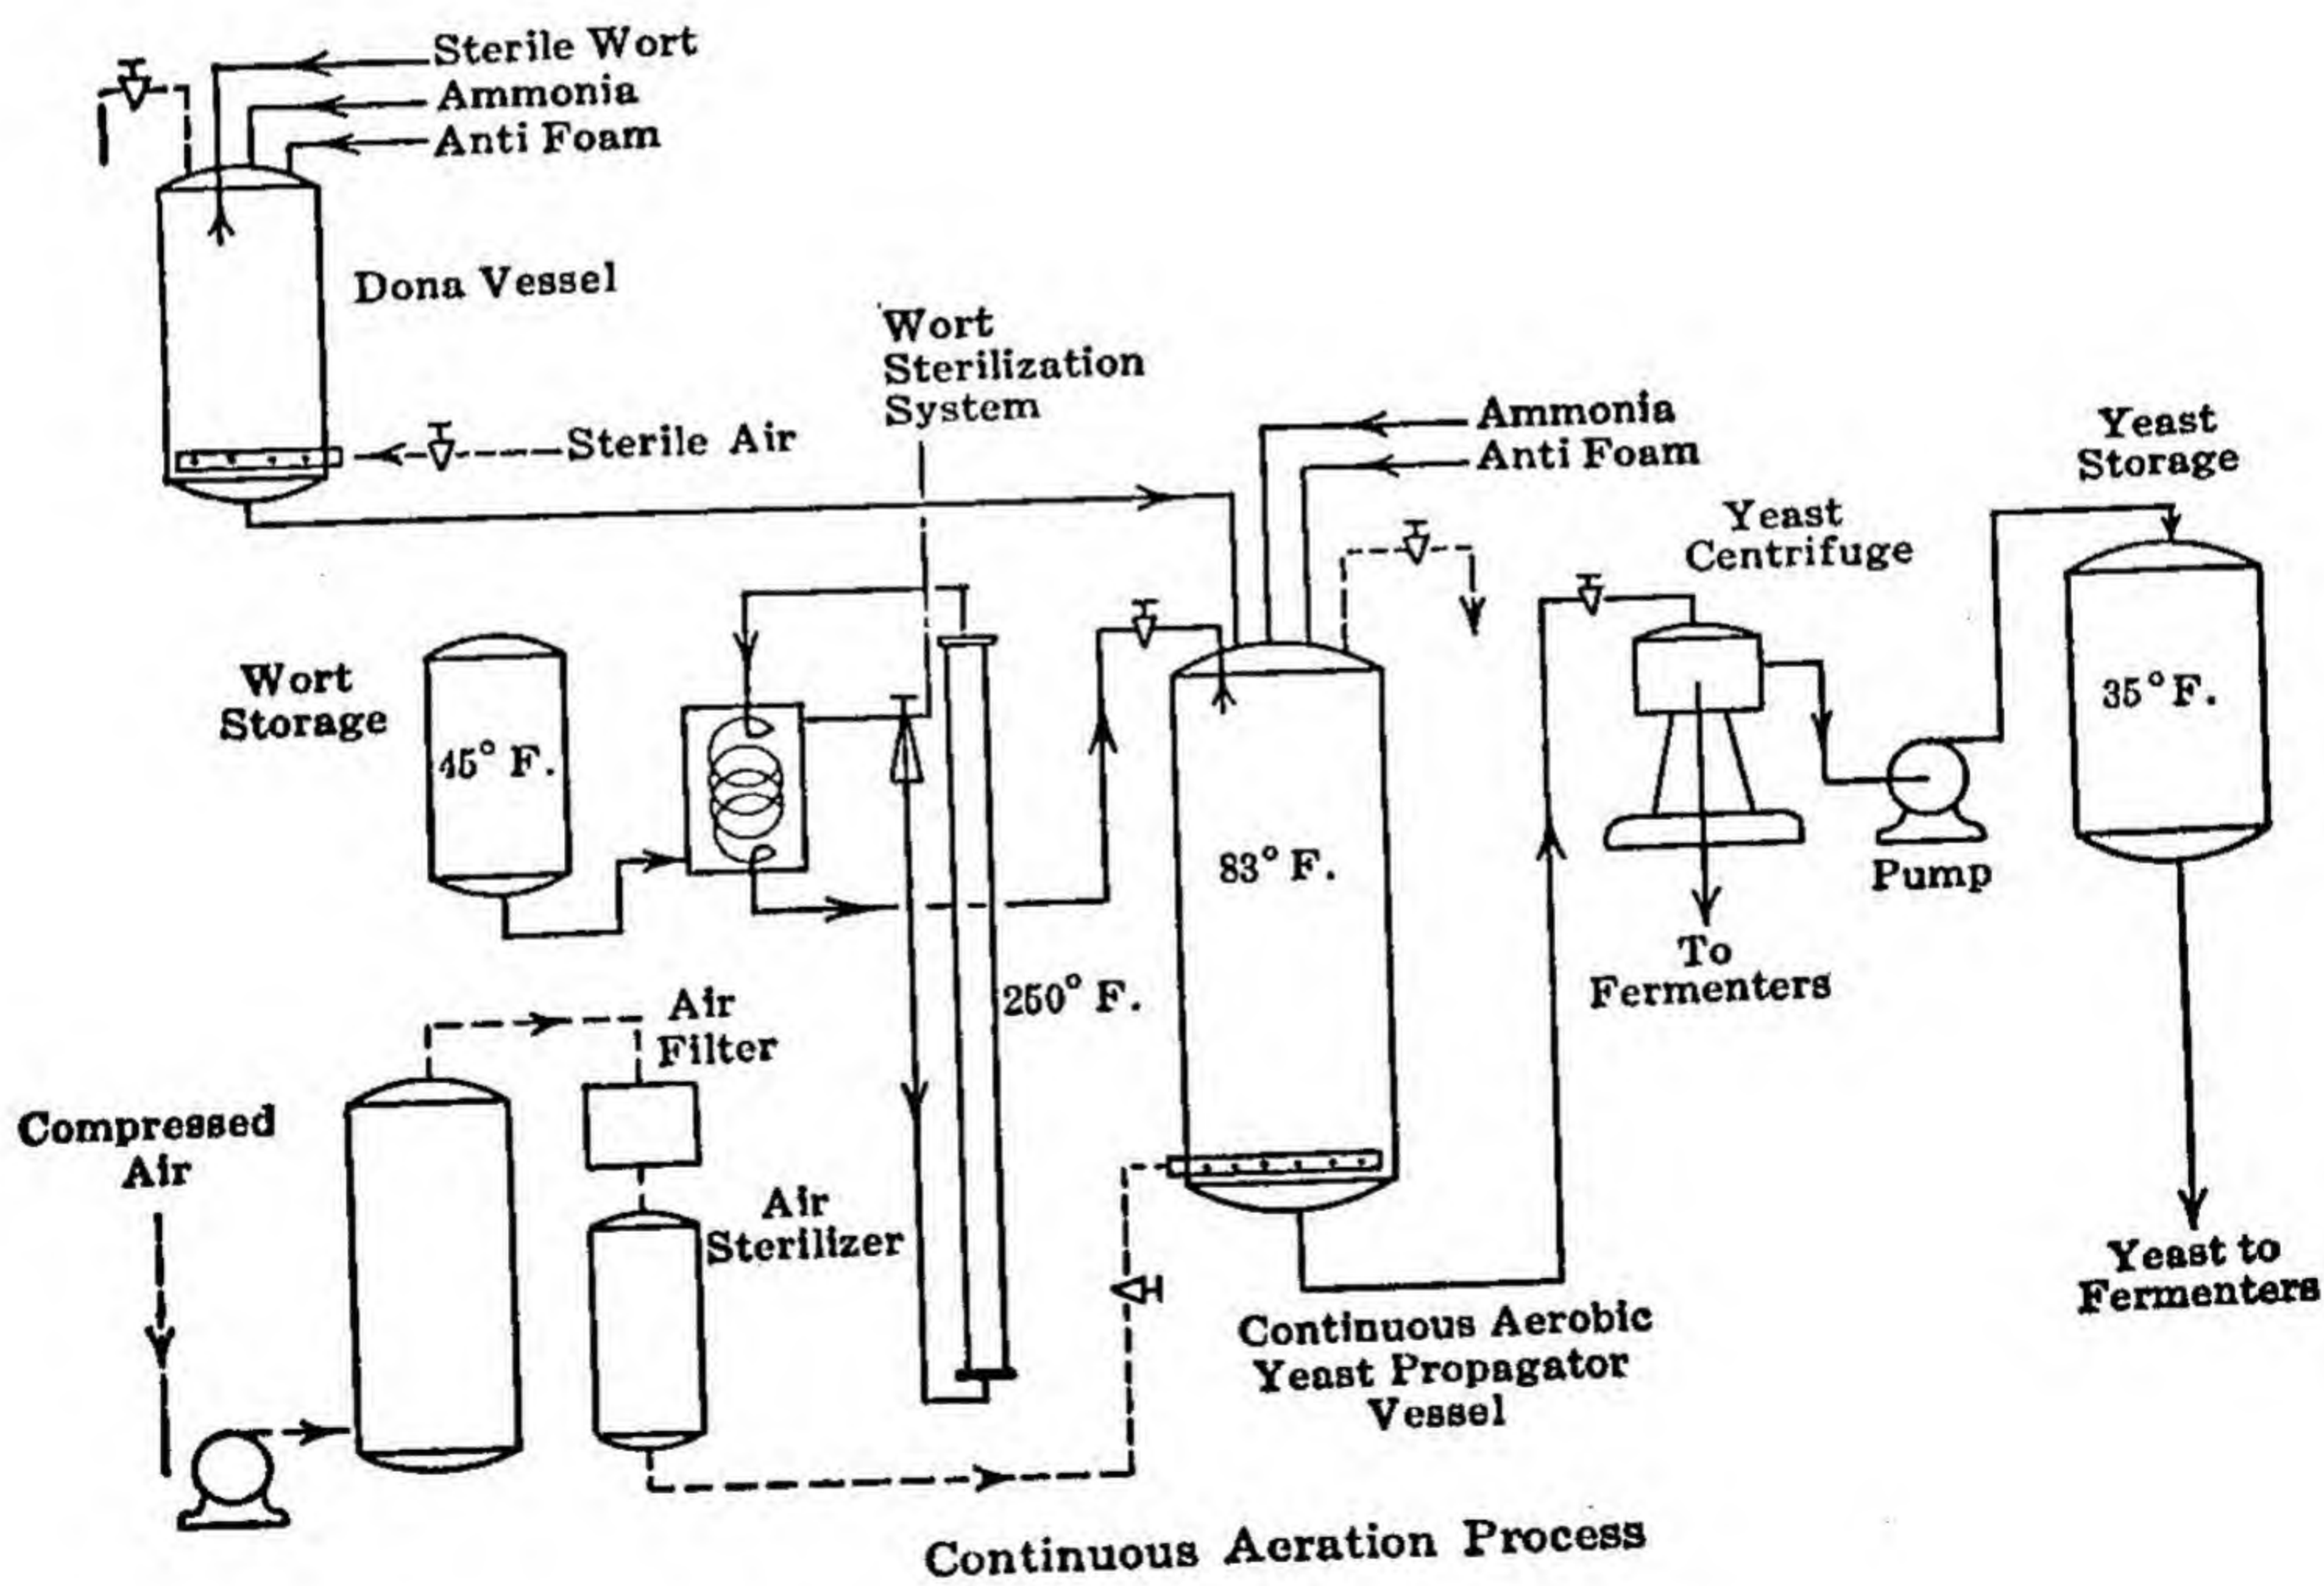 Sterile Wort
Ammonia
Anti Foam
Dona Vessel
Sterile Air
Wort
Sterilization
System
Ammonia
Anti Foam
Yeast
Storage
Yeast
Centrifuge
Wort
Storage
45° F.
35° F.
83° F.
Pump
To
Fermenters
250° F.
Air
Filter
Compressed
Air
Air
Sterilizer
Yeast to
Fermenters
Continuous Aerobic
Yeast Propagator
Vessel
Continuous Aeration Process